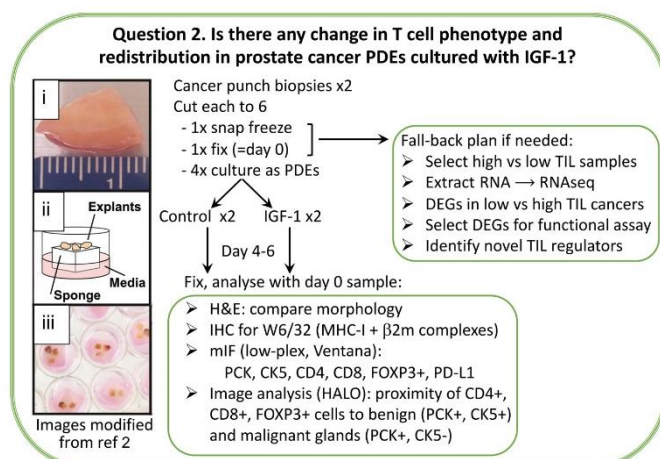 Question 2. Is there any change in T cell phenotype and
redistribution in prostate cancer PDEs cultured with IGF-1?
i
ii
Explants
Sponge
Media
iii
Images modified
from ref 2
Cancer punch biopsies x2
Cut each to 6
- 1x snap freeze
- 1x fix (=day 0)
- 4x culture as PDEs
Control x2
IGF-1 x2
Day 4-6
Fix, analyse with day 0 sample:
➢ H&E: compare morphology
➢ IHC for W6/32 (MHC-I + β2m complexes)
➢ mIF (low-plex, Ventana):
PCK, CK5, CD4, CD8, FOXP3+, PD-L1
➢ Image analysis (HALO): proximity of CD4+,
CD8+, FOXP3+ cells to benign (PCK+, CK5+)
and malignant glands (PCK+, CK5-)
Fall-back plan if needed:
➢ Select high vs low TIL samples
➢ Extract RNA → RNAseq
➢ DEGs in low vs high TIL cancers
➢ Select DEGs for functional assay
➢ Identify novel TIL regulators